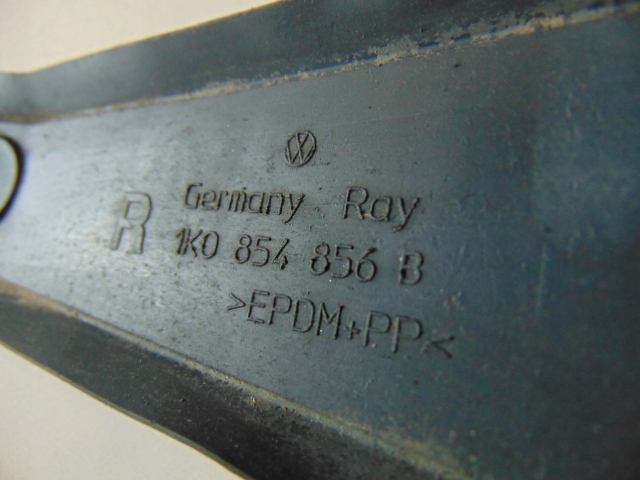 Germany Ray
R 1K0 854 856 B
>EPDM+PP<